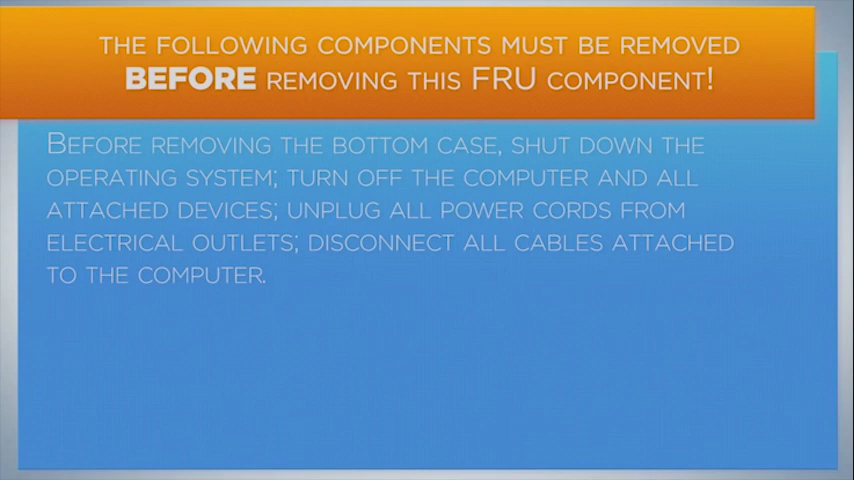 THE FOLLOWING COMPONENTS MUST BE REMOVED
BEFORE REMOVING THIS FRU COMPONENT!
BEFORE REMOVING THE BOTTOM CASE, SHUT DOWN THE
OPERATING SYSTEM; TURN OFF THE COMPUTER AND ALL
ATTACHED DEVICES; UNPLUG ALL POWER CORDS FROM
ELECTRICAL OUTLETS; DISCONNECT ALL CABLES ATTACHED
TO THE COMPUTER.